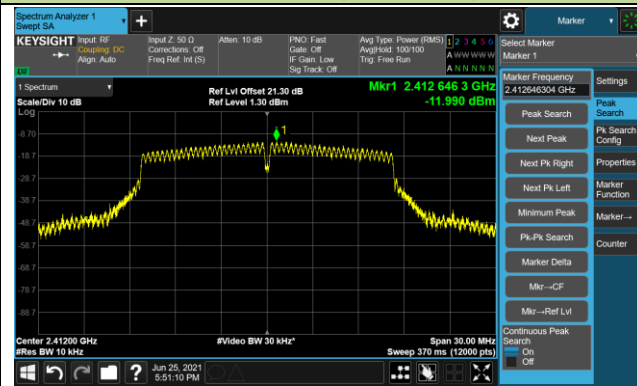 Spectrum Analyzer 1
Swept SA
Marker
KEYSIGHT
Input: RF
Coupling: DC
Align: Auto
Input Z: 50 Ω
Corrections: Off
Freq Ref: Int (S)
Atten: 10 dB
PNO: Fast
Gate: Off
IF Gain: Low
Sig Track: Off
Avg Type: Power (RMS)
Avg|Hold: 100/100
Trig: Free Run
1 2 3 4 5 6
A W W W W W
A N N N N N
Select Marker
Marker 1
1 Spectrum
Scale/Div 10 dB
Log
Ref Lvl Offset 21.30 dB
Ref Level 1.30 dBm
Mkr1 2.412 646 3 GHz
-11.990 dBm
1
-8.70
-18.7
-28.7
-38.7
-48.7
-58.7
-68.7
-78.7
-88.7
Center 2.41200 GHz
#Res BW 10 kHz
#Video BW 30 kHz*
Span 30.00 MHz
Sweep 370 ms (12000 pts)
Marker Frequency
2.412646304 GHz
Peak Search
Next Peak
Next Pk Right
Next Pk Left
Minimum Peak
Pk-Pk Search
Marker Delta
Mkr→CF
Mkr→Ref Lvl
Continuous Peak
Search
On
Off
Settings
Peak
Search
Pk Search
Config
Properties
Marker
Function
Marker→
Counter
?
Jun 25, 2021
5:51:10 PM